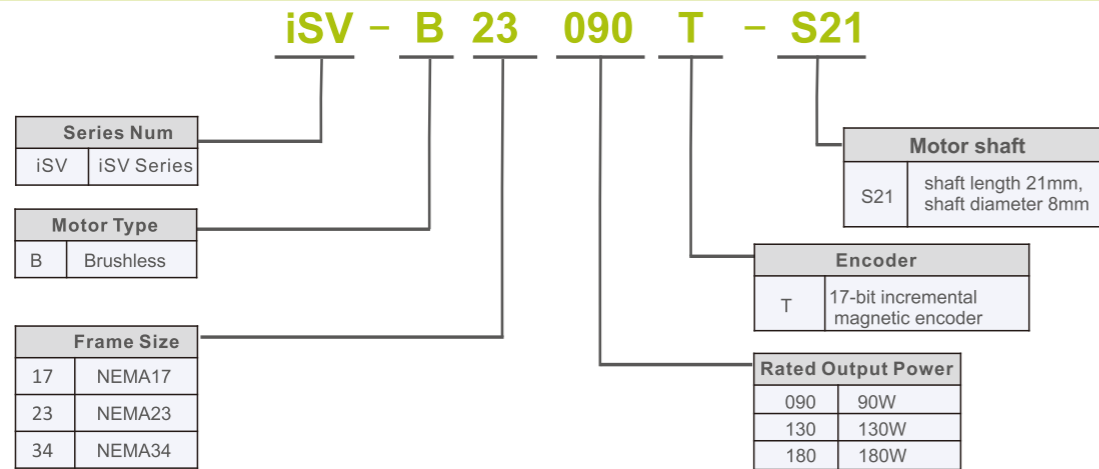 iSV – B 23 090 T – S21
Series Num
iSV iSV Series
Motor Type
B Brushless
Frame Size
17 NEMA17
23 NEMA23
34 NEMA34
Motor shaft
S21 shaft length 21mm,
shaft diameter 8mm
Encoder
T 17-bit incremental
magnetic encoder
Rated Output Power
090 90W
130 130W
180 180W